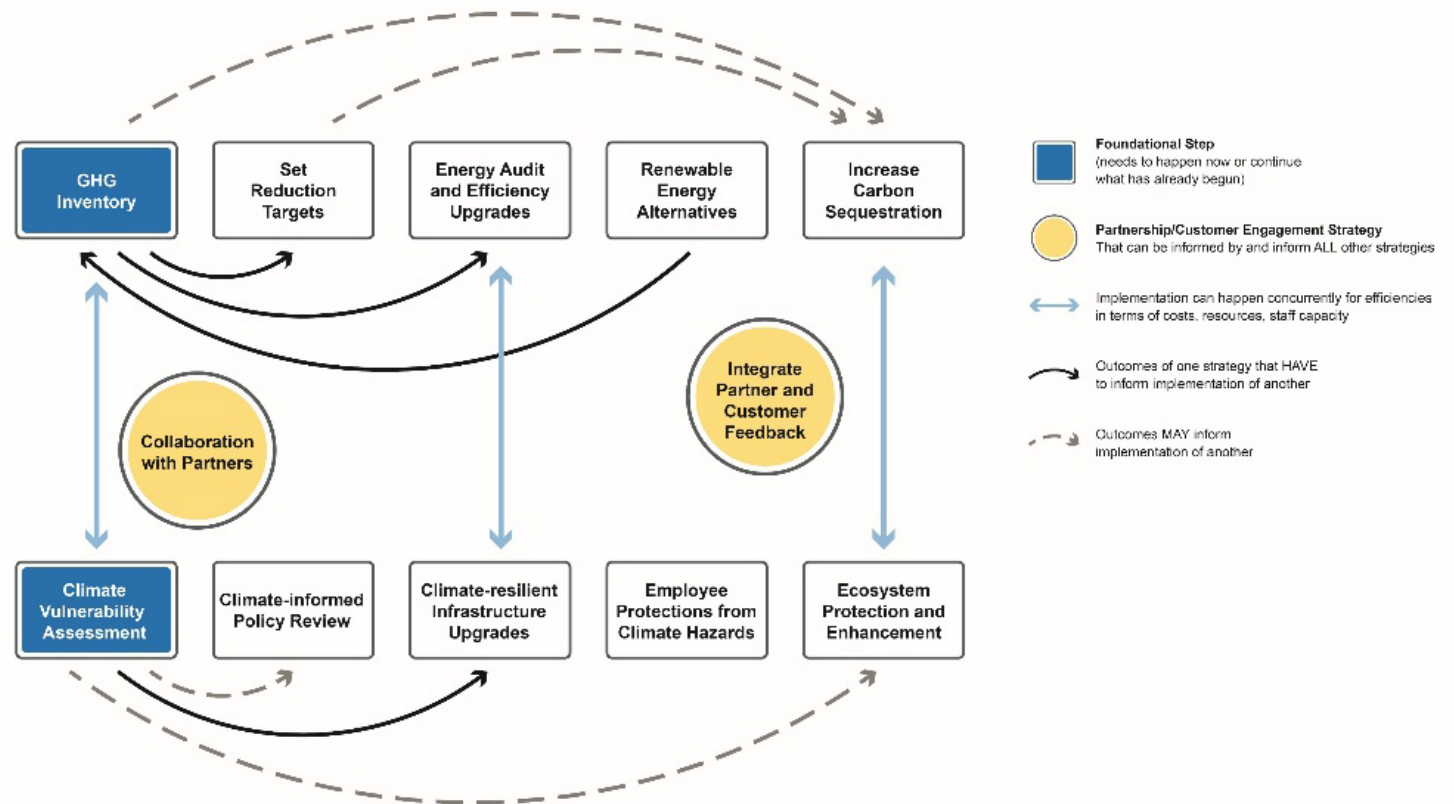 GHG
Inventory
Set
Reduction
Targets
Energy Audit
and Efficiency
Upgrades
Renewable
Energy
Alternatives
Increase
Carbon
Sequestration
Collaboration
with Partners
Integrate
Partner and
Customer
Feedback
Climate
Vulnerability
Assessment
Climate-informed
Policy Review
Climate-resilient
Infrastructure
Upgrades
Employee
Protections from
Climate Hazards
Ecosystem
Protection and
Enhancement
Foundational Step
(needs to happen now or continue
what has already begun)
Partnership/Customer Engagement Strategy
That can be informed by and inform ALL other strategies
Implementation can happen concurrently for efficiencies
in terms of costs, resources, staff capacity
Outcomes of one strategy that HAVE
to inform implementation of another
Outcomes MAY inform
implementation of another